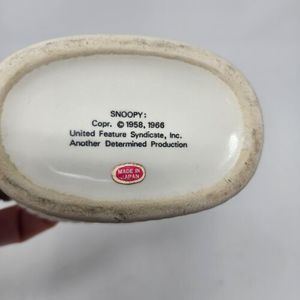 SNOOPY:
Copr. © 1958, 1966
United Feature Syndicate, Inc.
Another Determined Production
MADE IN
JAPAN